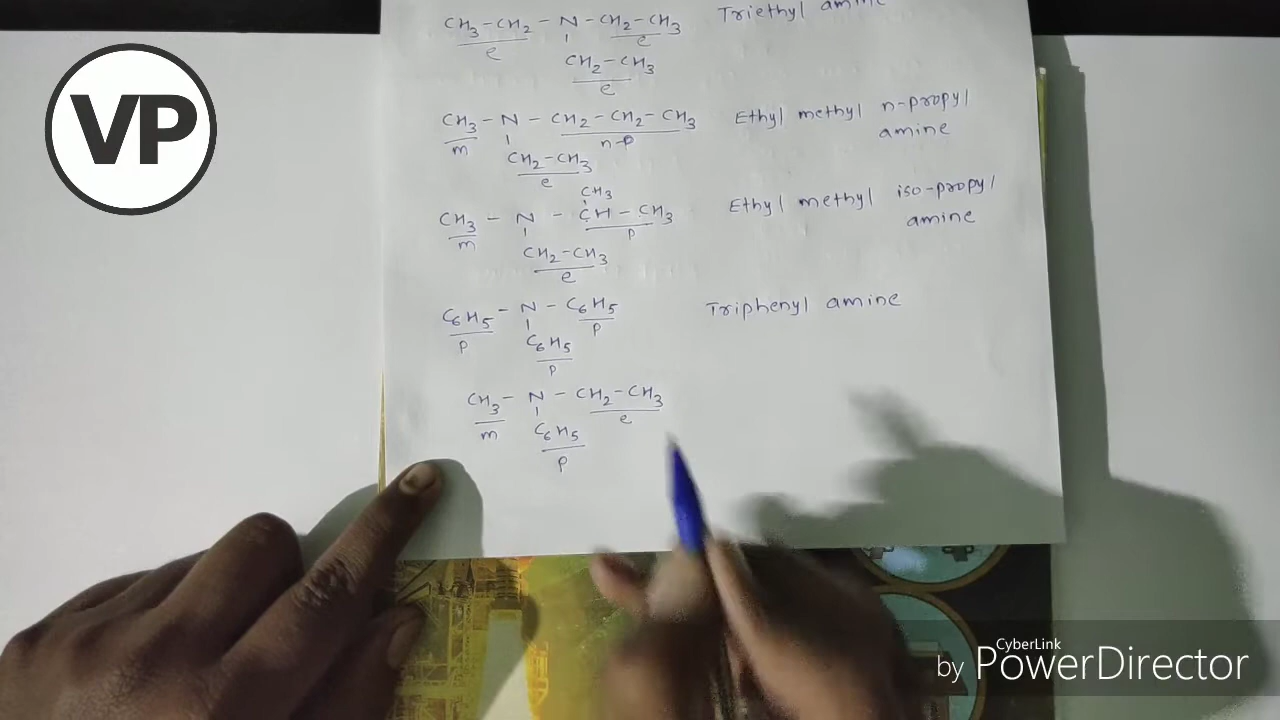 VP
CH3-CH2 - N - CH2-CH3 Triethyl amine
e e
CH2-CH3
e
CH3 - N - CH2-CH2-CH3 Ethyl methyl n-propyl
m n-p amine
CH2-CH3
e
CH3
CH3 - N - CH-CH3 Ethyl methyl iso-propyl
m p amine
CH2-CH3
e
C6H5 - N - C6H5 Triphenyl amine
p p
C6H5
p
CH3 - N - CH2-CH3
m e
C6H5
p
CyberLink
by PowerDirector